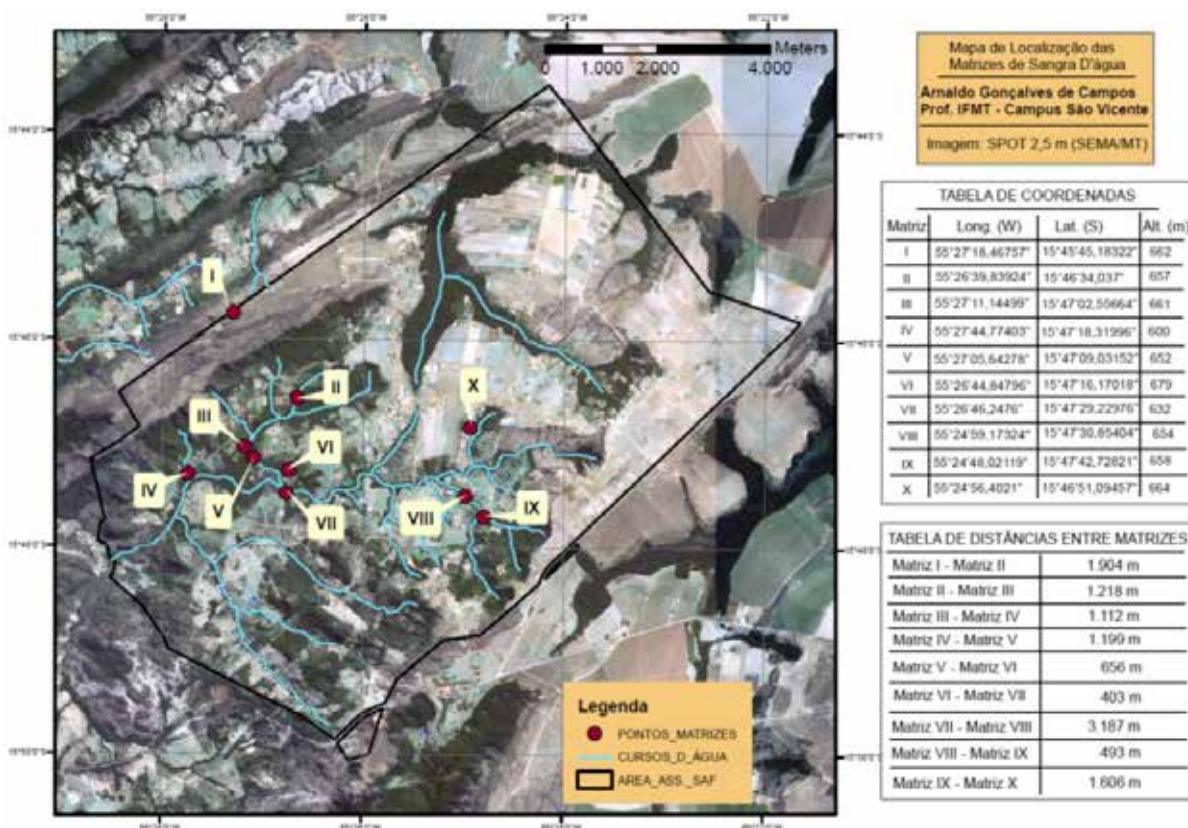 Meters
0 1.000 2.000 4.000
I
II
III
IV
V
VI
VII
VIII
IX
X
Legenda
PONTOS_MATRIZES
CURSOS_D_ÁGUA
AREA_ASS._SAF
Mapa de Localização das
Matrizes de Sangra D'água
Arnaldo Gonçalves de Campos
Prof. IFMT - Campus São Vicente
Imagem: SPOT 2,5 m (SEMA/MT)
TABELA DE COORDENADAS
Matriz Long. (W) Lat. (S) Alt. (m)
I 55°27'18,46757" 15°45'45,18322" 662
II 55°26'39,83924" 15°46'34,037" 657
III 55°27'11,14499" 15°47'02,55664" 661
IV 55°27'44,77403" 15°47'18,31996" 600
V 55°27'05,64278" 15°47'09,03152" 652
VI 55°26'44,84796" 15°47'16,17018" 679
VII 55°26'46,2476" 15°47'29,22976" 632
VIII 55°24'59,17324" 15°47'30,85404" 654
IX 55°24'48,02119" 15°47'42,72821" 658
X 55°24'56,4021" 15°46'51,09457" 664
TABELA DE DISTÂNCIAS ENTRE MATRIZES
Matriz I - Matriz II 1.904 m
Matriz II - Matriz III 1.218 m
Matriz III - Matriz IV 1.112 m
Matriz IV - Matriz V 1.199 m
Matriz V - Matriz VI 656 m
Matriz VI - Matriz VII 403 m
Matriz VII - Matriz VIII 3.187 m
Matriz VIII - Matriz IX 493 m
Matriz IX - Matriz X 1.606 m